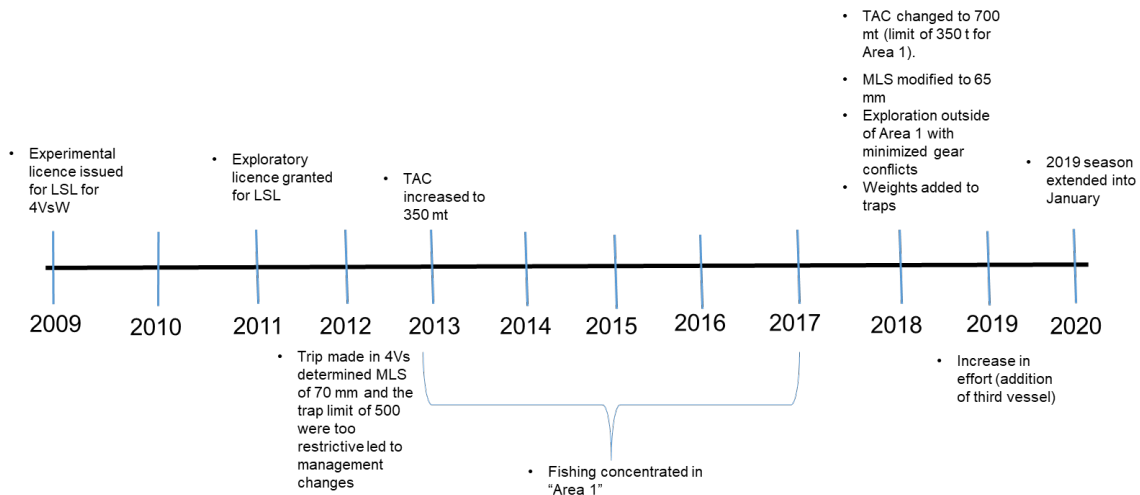 • TAC changed to 700
mt (limit of 350 t for
Area 1).
• MLS modified to 65
mm
• Exploration outside
of Area 1 with
minimized gear
conflicts
• Weights added to
traps
• Experimental
licence issued
for LSL for
4VsW
• Exploratory
licence granted
for LSL
• TAC
increased to
350 mt
• 2019 season
extended into
January
2009 2010 2011 2012 2013 2014 2015 2016 2017 2018 2019 2020
• Trip made in 4Vs
determined MLS
of 70 mm and the
trap limit of 500
were too
restrictive led to
management
changes
• Fishing concentrated in
“Area 1”
• Increase in
effort (addition
of third vessel)